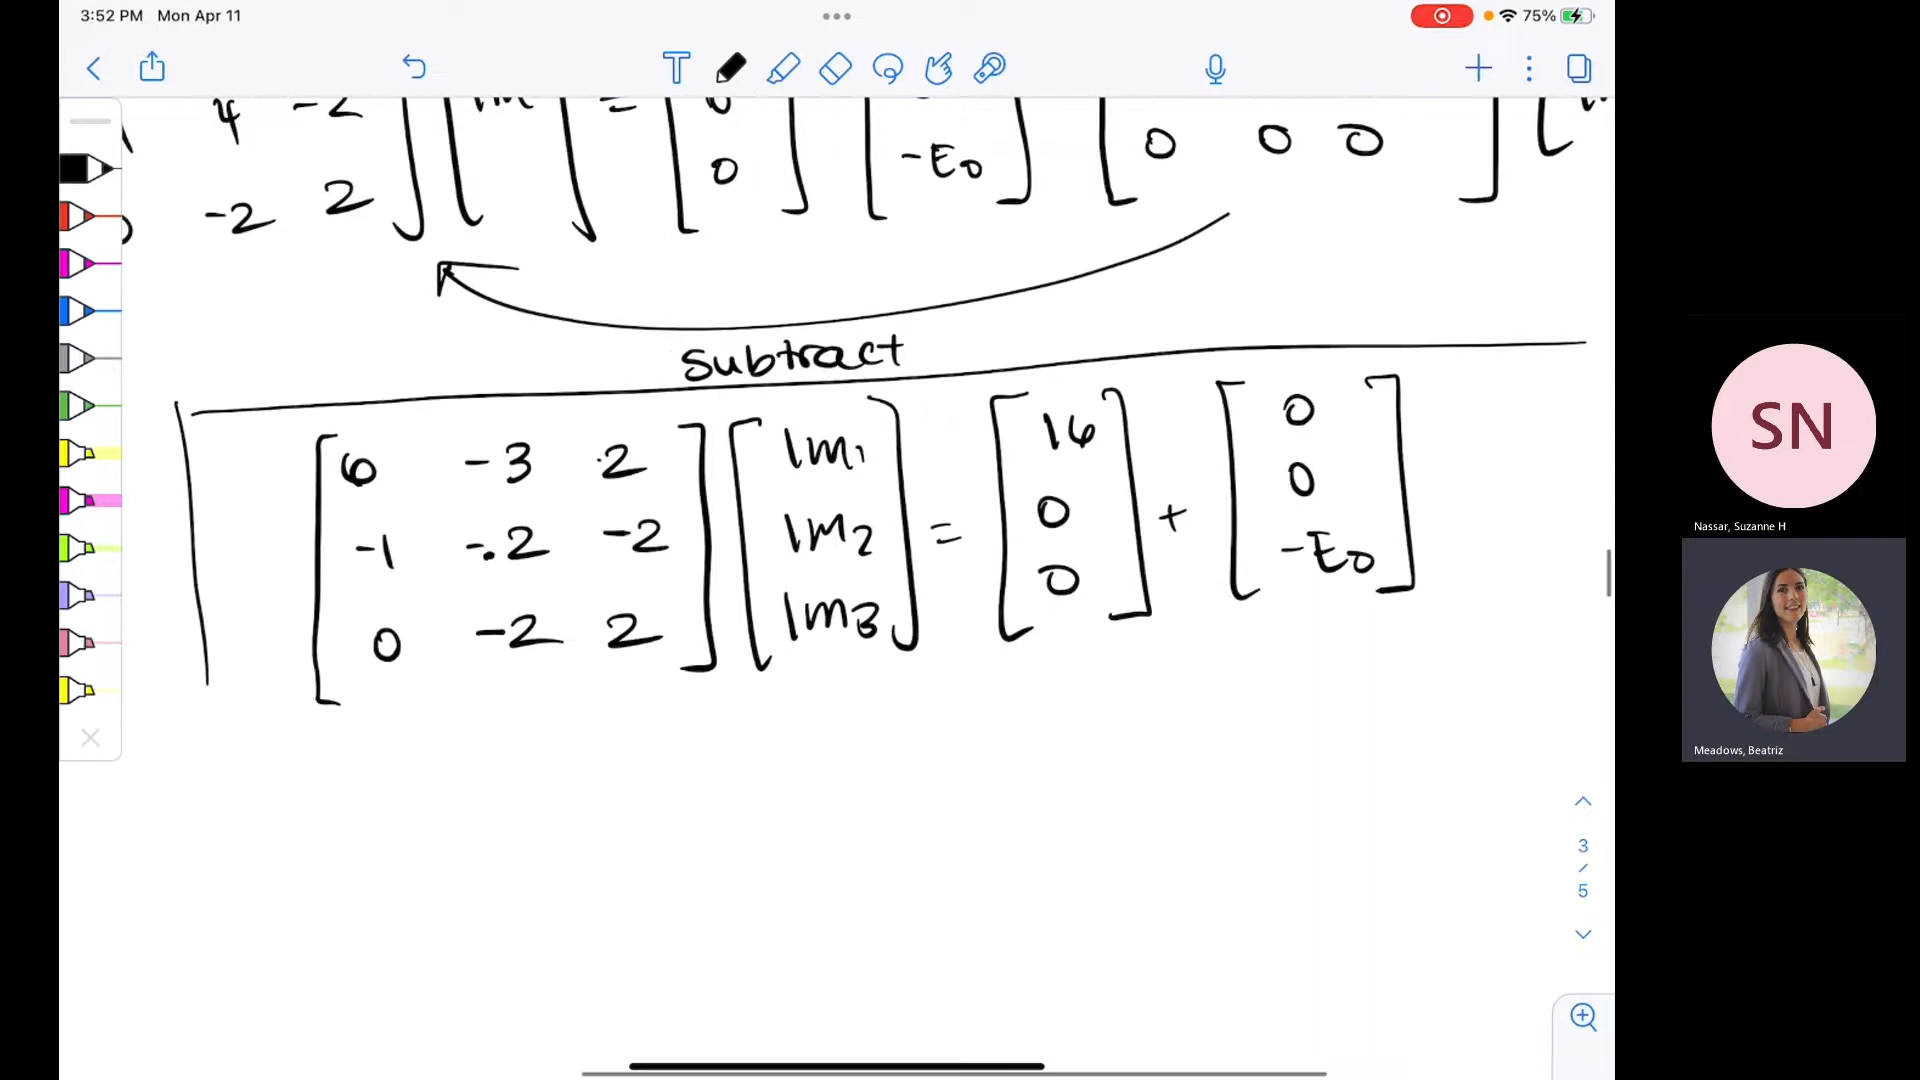 3:52 PM Mon Apr 11
75%
4 -2
= 0
0 0 0
-E0
0
-2 2
Subtract
6 -3 2
Im1
16
0
-1 -.2 -2
Im2
=
0
+
0
0 -2 2
Im3
0
-E0
3
/
5
SN
Nassar, Suzanne H
Meadows, Beatriz